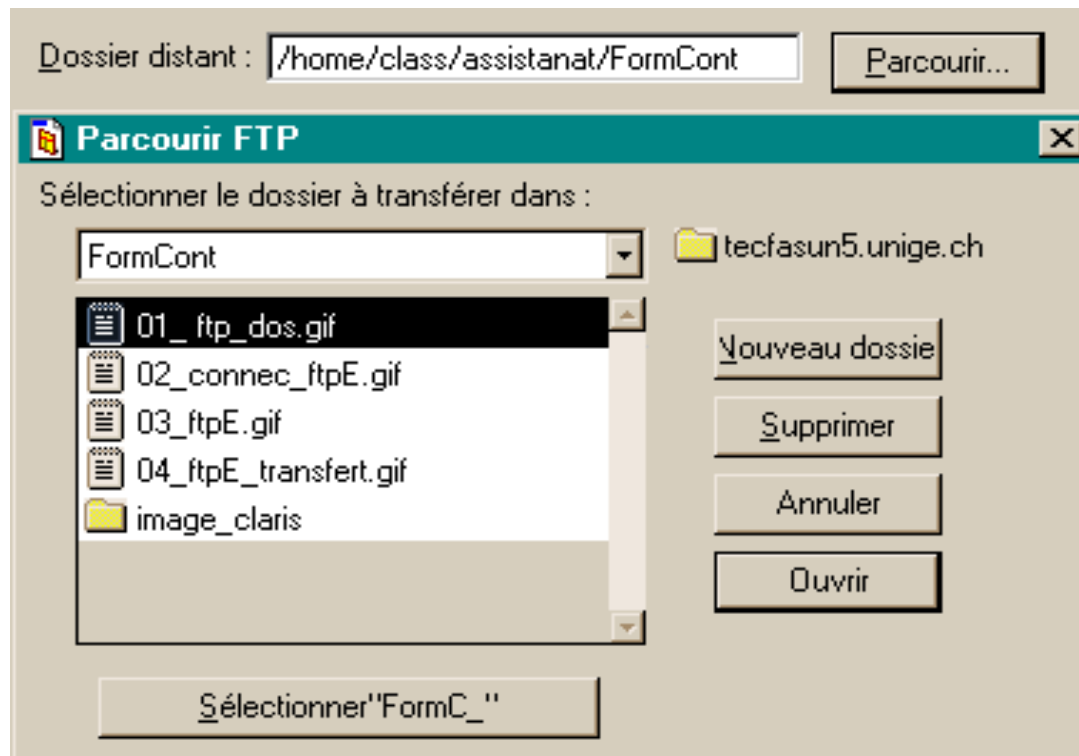 Dossier distant : /home/class/assistanat/FormCont Parcourir...
Parcourir FTP
Sélectionner le dossier à transférer dans :
FormCont
tecfasun5.unige.ch
01_ ftp_dos.gif
02_connec_ftpE.gif
03_ftpE.gif
04_ftpE_transfert.gif
image_claris
Nouveau dossie
Supprimer
Annuler
Ouvrir
Sélectionner"FormC_"